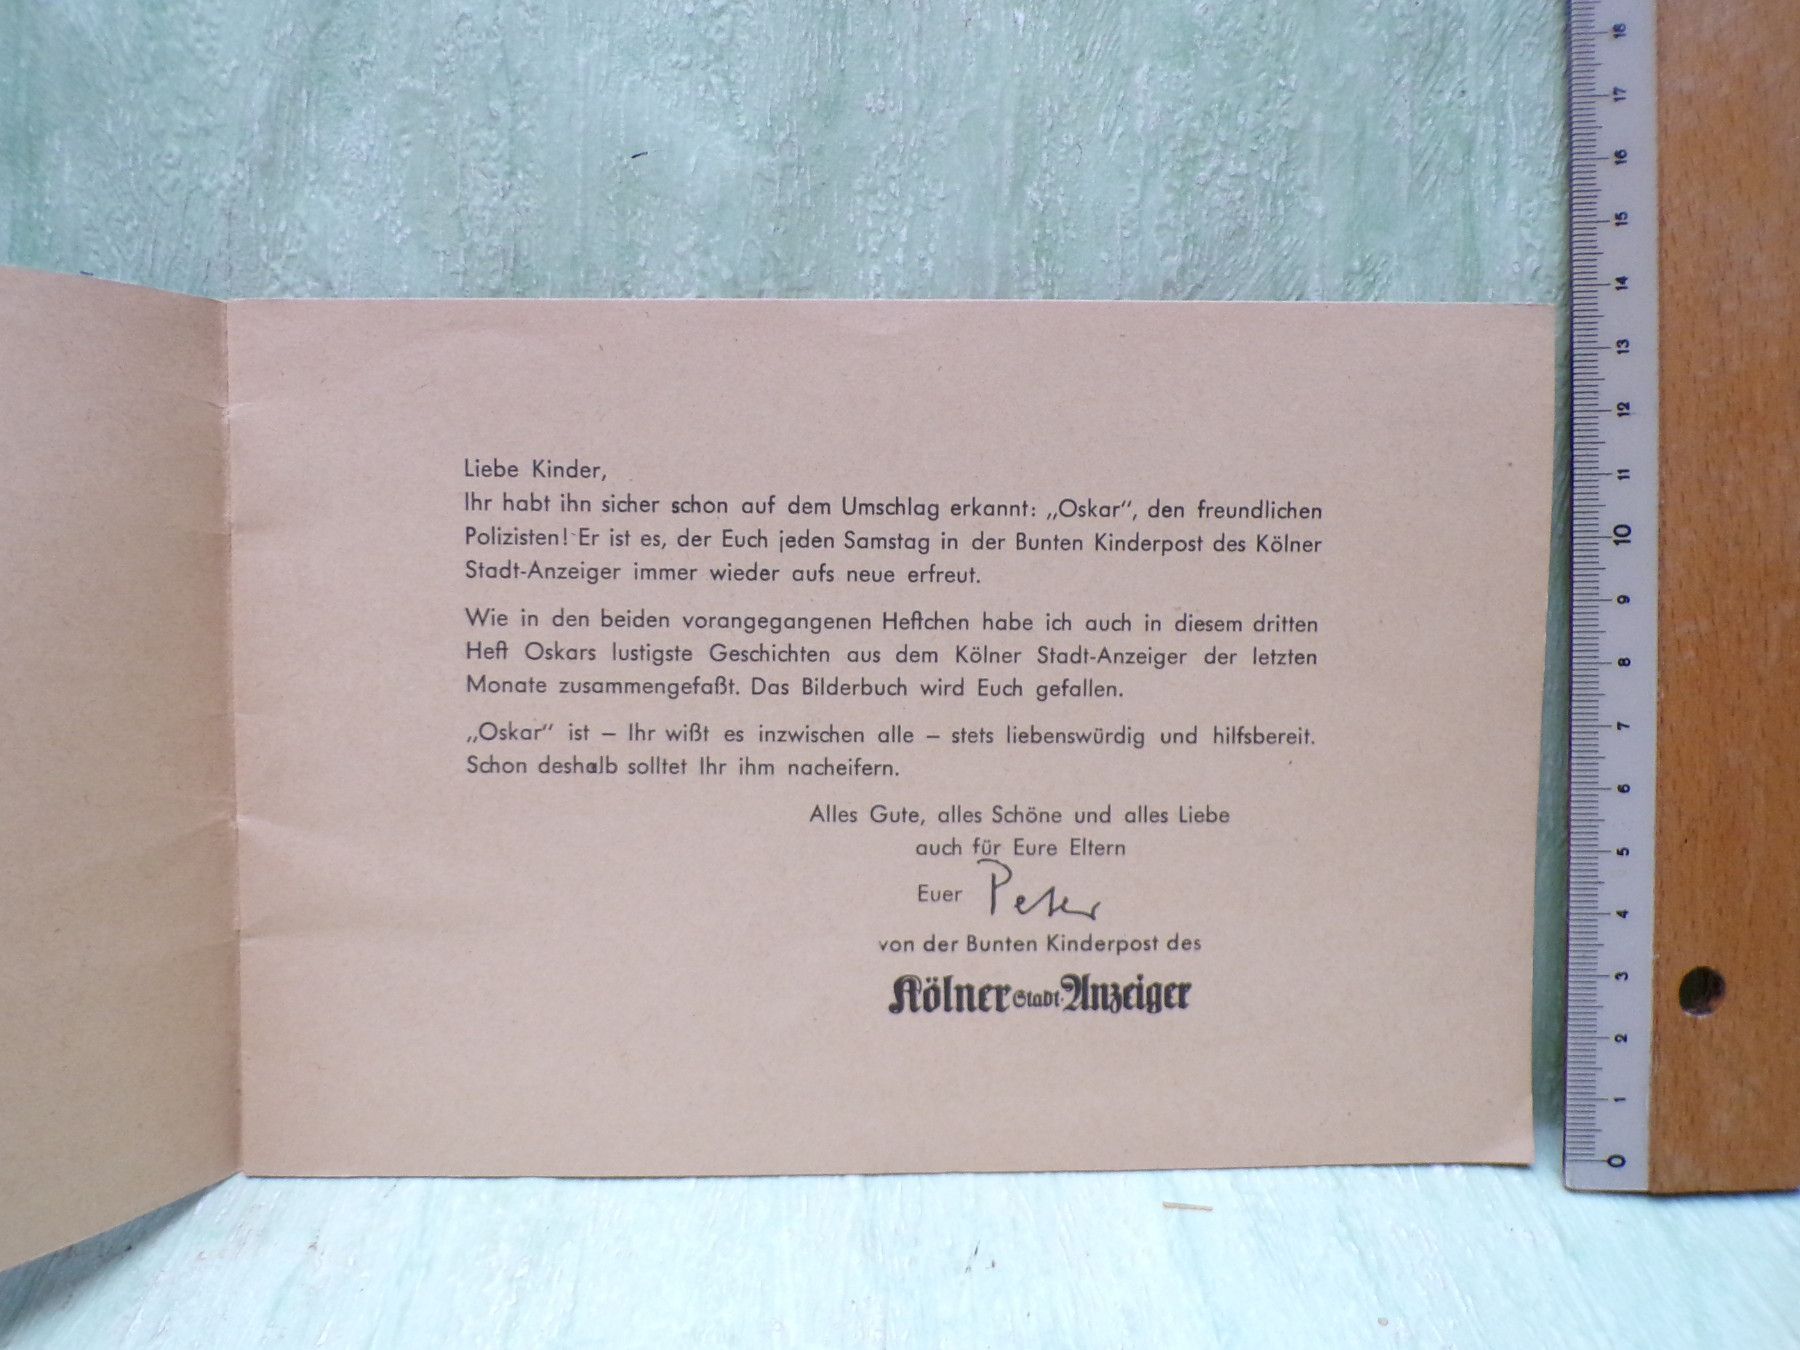 Liebe Kinder,
Ihr habt ihn sicher schon auf dem Umschlag erkannt: „Oskar“, den freundlichen
Polizisten! Er ist es, der Euch jeden Samstag in der Bunten Kinderpost des Kölner
Stadt-Anzeiger immer wieder aufs neue erfreut.
Wie in den beiden vorangegangenen Heftchen habe ich auch in diesem dritten
Heft Oskars lustigste Geschichten aus dem Kölner Stadt-Anzeiger der letzten
Monate zusammengefaßt. Das Bilderbuch wird Euch gefallen.
„Oskar“ ist – Ihr wißt es inzwischen alle – stets liebenswürdig und hilfsbereit.
Schon deshalb solltet Ihr ihm nacheifern.
Alles Gute, alles Schöne und alles Liebe
auch für Eure Eltern
Euer Peter
von der Bunten Kinderpost des
Kölner Stadt-Anzeiger
18
17
16
15
14
13
12
11
10
9
8
7
6
5
4
3
2
1
0